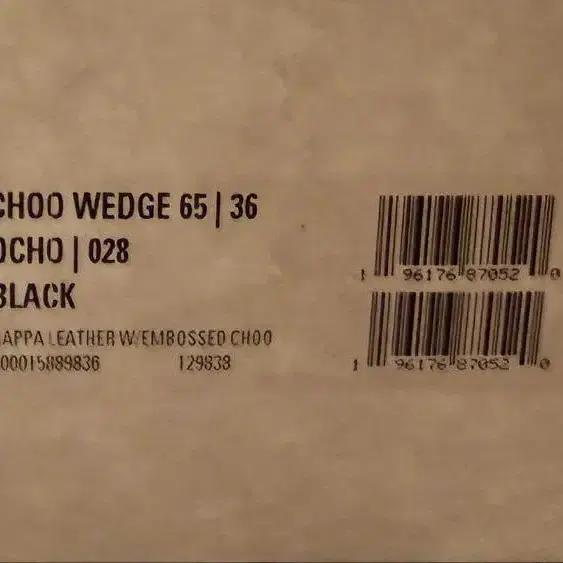 CHOO WEDGE 65 | 36
OCHO | 028
BLACK
APPA LEATHER W/EMBOSSED CHOO
00015889836 129838
1 96176 87052 0
1 96176 87052 0